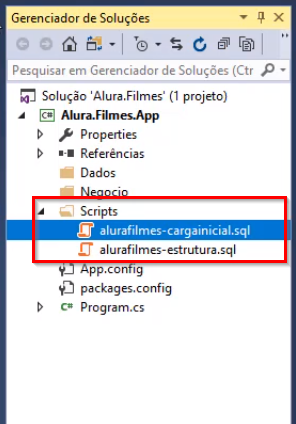 Gerenciador de Soluções
Pesquisar em Gerenciador de Soluções (Ctr
Solução 'Alura.Filmes' (1 projeto)
C# Alura.Filmes.App
Properties
Referências
Dados
Negocio
Scripts
alurafilmes-cargainicial.sql
alurafilmes-estrutura.sql
App.config
packages.config
C# Program.cs